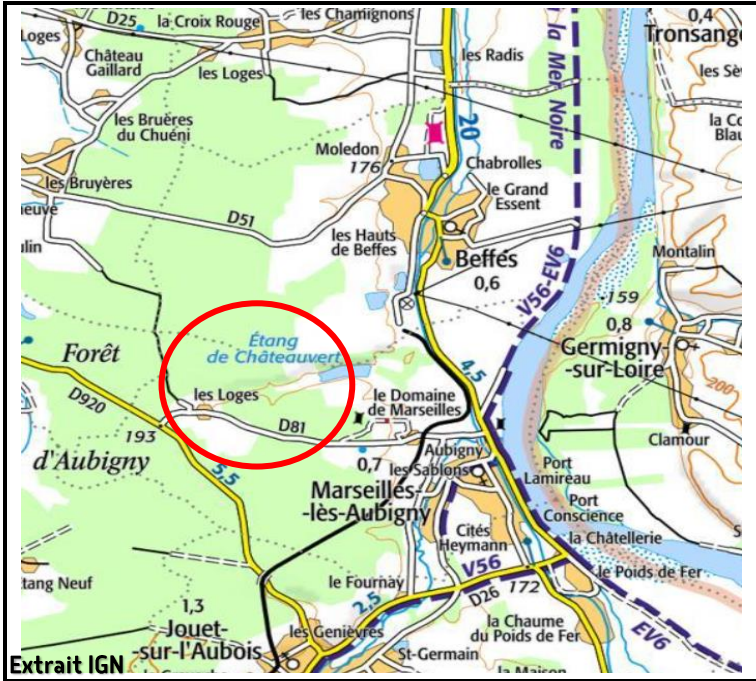 D25
la Croix Rouge
les Chamignons
0,4
Tronsange
Loges
Château
Gaillard
les Loges
les Radis
la Mer Noire
les Bruères
du Chuéni
20
Moledon
176
Chabrolles
les Bruyères
le Grand
Essent
D51
les Hauts
de Beffes
Beffes
0,6
V56-EV6
Montalin
159
0,8
Germigny-
-sur-Loire
Étang
de Châteauvert
Forêt
4,5
200
les Loges
le Domaine
de Marseilles
D920
D81
193
Clamour
d'Aubigny
5,5
0,7
Aubigny
les Sablons
Marseilles-
-lès-Aubigny
Port
Lamireau
Port
Conscience
Cités
Heymann
la Châtellerie
tang Neuf
le Fournay
V56
le Poids de Fer
1,3
2,5
D26
172
Jouet-
-sur-l'Aubois
les Genièvres
la Chaume
du Poids de Fer
EV6
St-Germain
la Maison
Extrait IGN